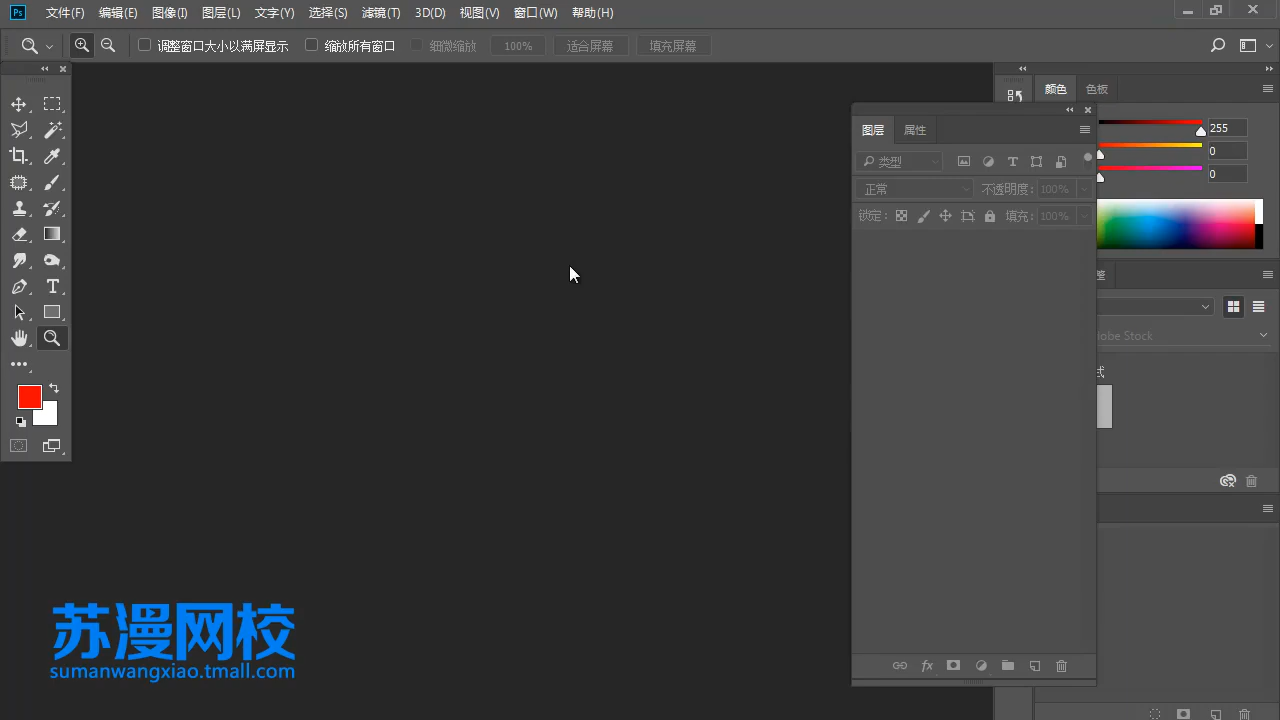 Ps 文件(F) 编辑(E) 图像(I) 图层(L) 文字(Y) 选择(S) 滤镜(T) 3D(D) 视图(V) 窗口(W) 帮助(H)
调整窗口大小以满屏显示 缩放所有窗口 细微缩放 100% 适合屏幕 填充屏幕
颜色 色板
255
0
0
图层 属性
类型
正常 不透明度: 100%
锁定: 填充: 100%
整
dobe Stock
式
fx
苏漫网校
sumanwangxiao.tmall.com